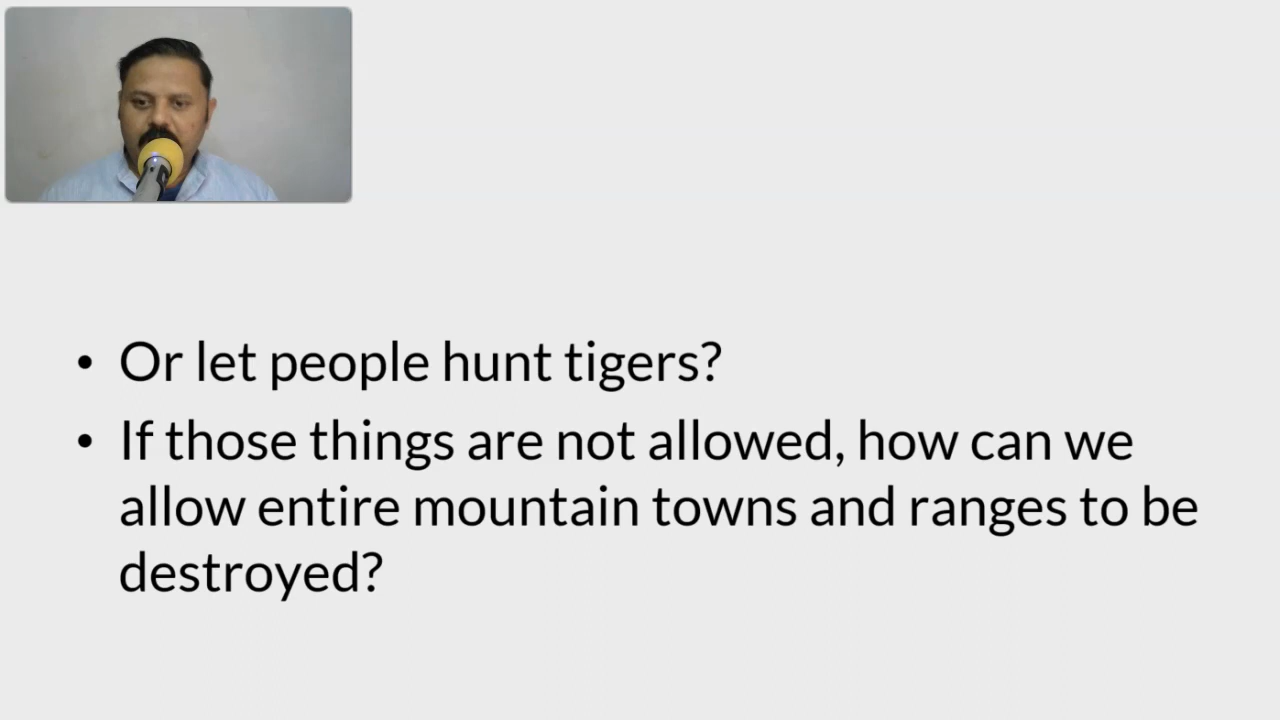 • Or let people hunt tigers?
• If those things are not allowed, how can we
allow entire mountain towns and ranges to be
destroyed?